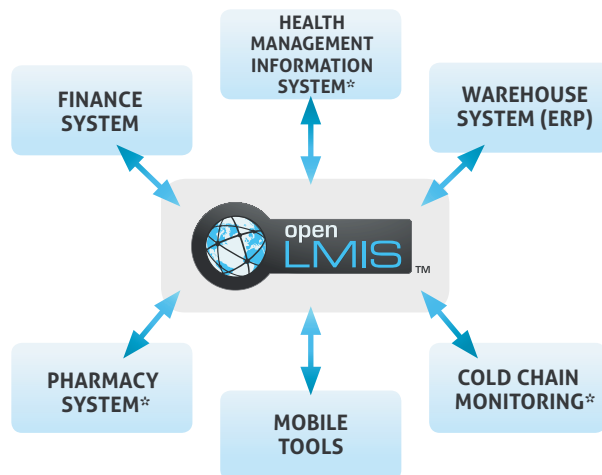 HEALTH
MANAGEMENT
INFORMATION
SYSTEM*
FINANCE
SYSTEM
WAREHOUSE
SYSTEM (ERP)
open
LMIS
™
PHARMACY
SYSTEM*
MOBILE
TOOLS
COLD CHAIN
MONITORING*